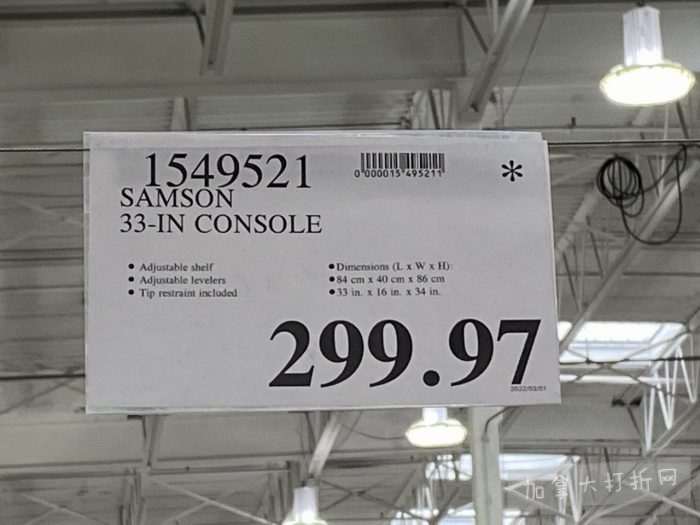 1549521
0"000015"495211"
*
SAMSON
33-IN CONSOLE
● Adjustable shelf
● Adjustable levelers
● Tip restraint included
●Dimensions (L x W x H):
●84 cm x 40 cm x 86 cm
●33 in. x 16 in. x 34 in.
299.97
2022/03/01
加拿大打折网